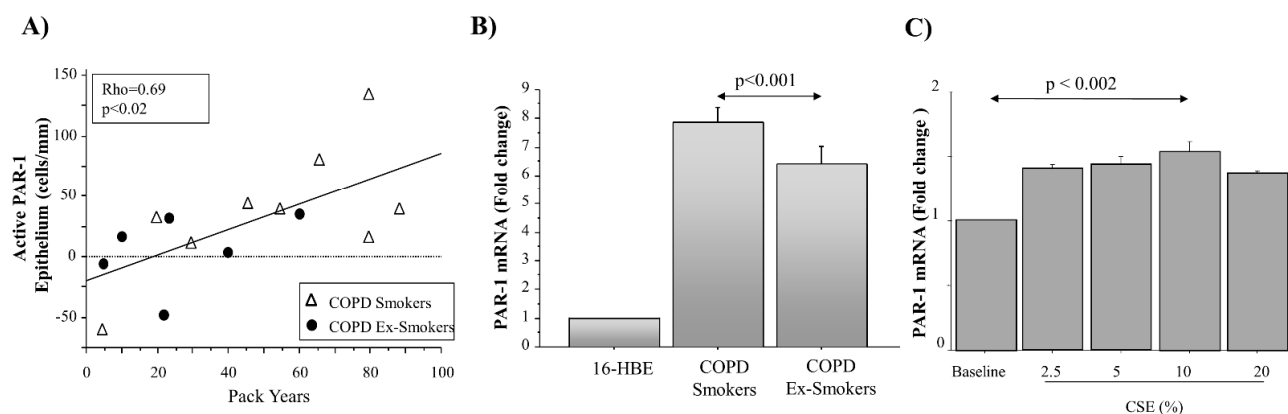 A)
Active PAR-1
Epithelium (cells/mm)
150
100
50
0
-50
Rho=0.69
p<0.02
COPD Smokers
COPD Ex-Smokers
0 20 40 60 80 100
Pack Years
B)
PAR-1 mRNA (Fold change)
9
8
7
6
5
4
3
2
1
0
p<0.001
16-HBE
COPD
Smokers
COPD
Ex-Smokers
C)
PAR-1 mRNA (Fold change )
2
1
0
p < 0.002
Baseline 2.5 5 10 20
CSE (%)